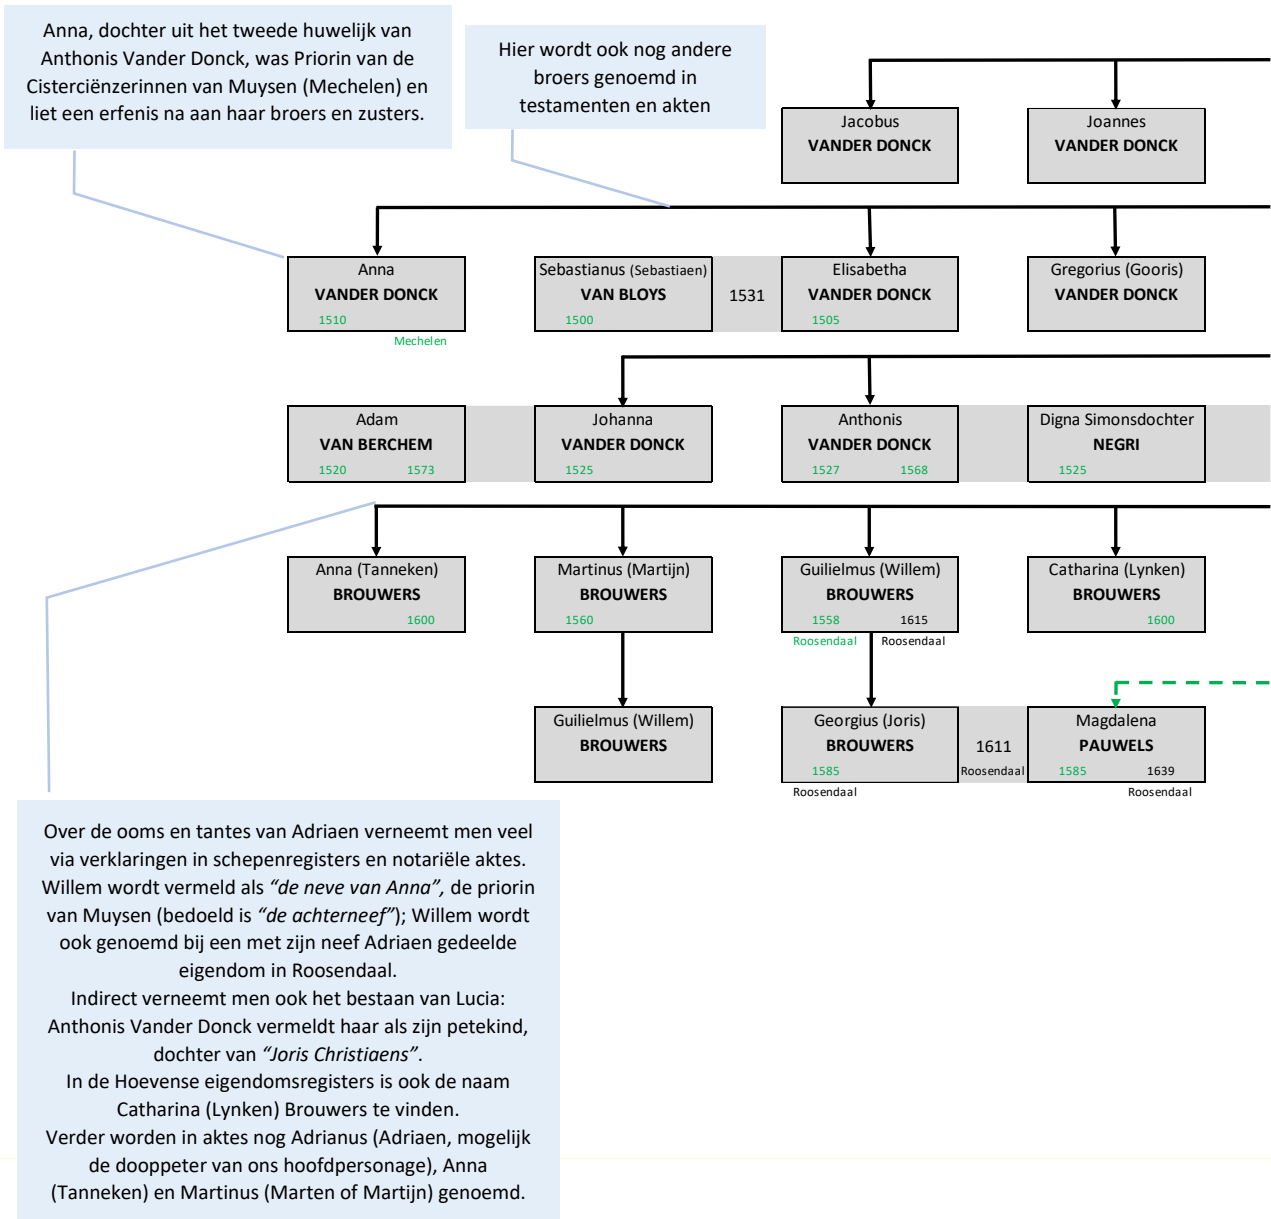 Anna, dochter uit het tweede huwelijk van
Anthonis Vander Donck, was Priorin van de
Cisterciënzerinnen van Muysen (Mechelen) en
liet een erfenis na aan haar broers en zusters.
Hier wordt ook nog andere
broers genoemd in
testamenten en akten
Jacobus
VANDER DONCK
Joannes
VANDER DONCK
Anna
VANDER DONCK
1510
Mechelen
Sebastianus (Sebastiaen)
VAN BLOYS
1500
1531
Elisabetha
VANDER DONCK
1505
Gregorius (Gooris)
VANDER DONCK
Adam
VAN BERCHEM
1520 1573
Johanna
VANDER DONCK
1525
Anthonis
VANDER DONCK
1527 1568
Digna Simonsdochter
NEGRI
1525
Anna (Tanneken)
BROUWERS
1600
Martinus (Martijn)
BROUWERS
1560
Guilielmus (Willem)
BROUWERS
1558 1615
Roosendaal Roosendaal
Catharina (Lynken)
BROUWERS
1600
Guilielmus (Willem)
BROUWERS
Georgius (Joris)
BROUWERS
1585
Roosendaal
1611
Roosendaal
Magdalena
PAUWELS
1585 1639
Roosendaal
Over de ooms en tantes van Adriaen verneemt men veel
via verklaringen in schepenregisters en notariële aktes.
Willem wordt vermeld als “de neve van Anna”, de priorin
van Muysen (bedoeld is “de achterneef”); Willem wordt
ook genoemd bij een met zijn neef Adriaen gedeelde
eigendom in Roosendaal.
Indirect verneemt men ook het bestaan van Lucia:
Anthonis Vander Donck vermeldt haar als zijn petekind,
dochter van “Joris Christiaens”.
In de Hoevense eigendomsregisters is ook de naam
Catharina (Lynken) Brouwers te vinden.
Verder worden in aktes nog Adrianus (Adriaen, mogelijk
de dooppeter van ons hoofdpersonage), Anna
(Tanneken) en Martinus (Marten of Martijn) genoemd.